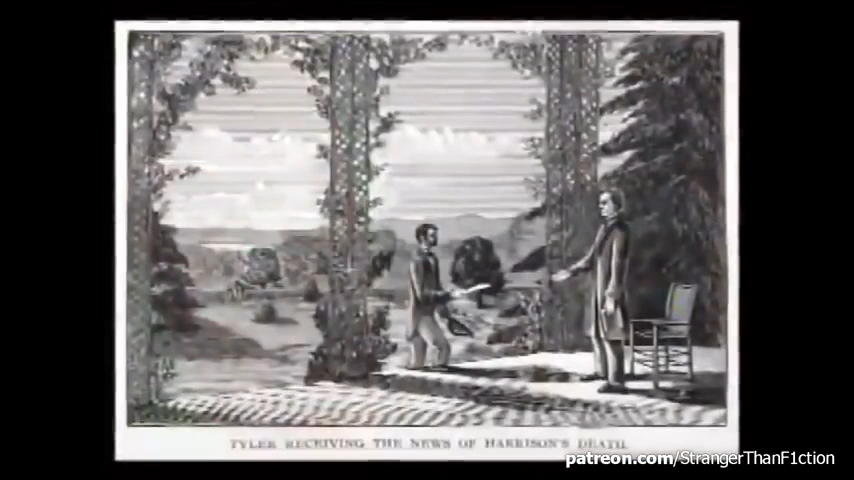 TYLER RECEIVING THE NEWS OF HARRISON'S DEATH.
patreon.com/StrangerThanF1ction